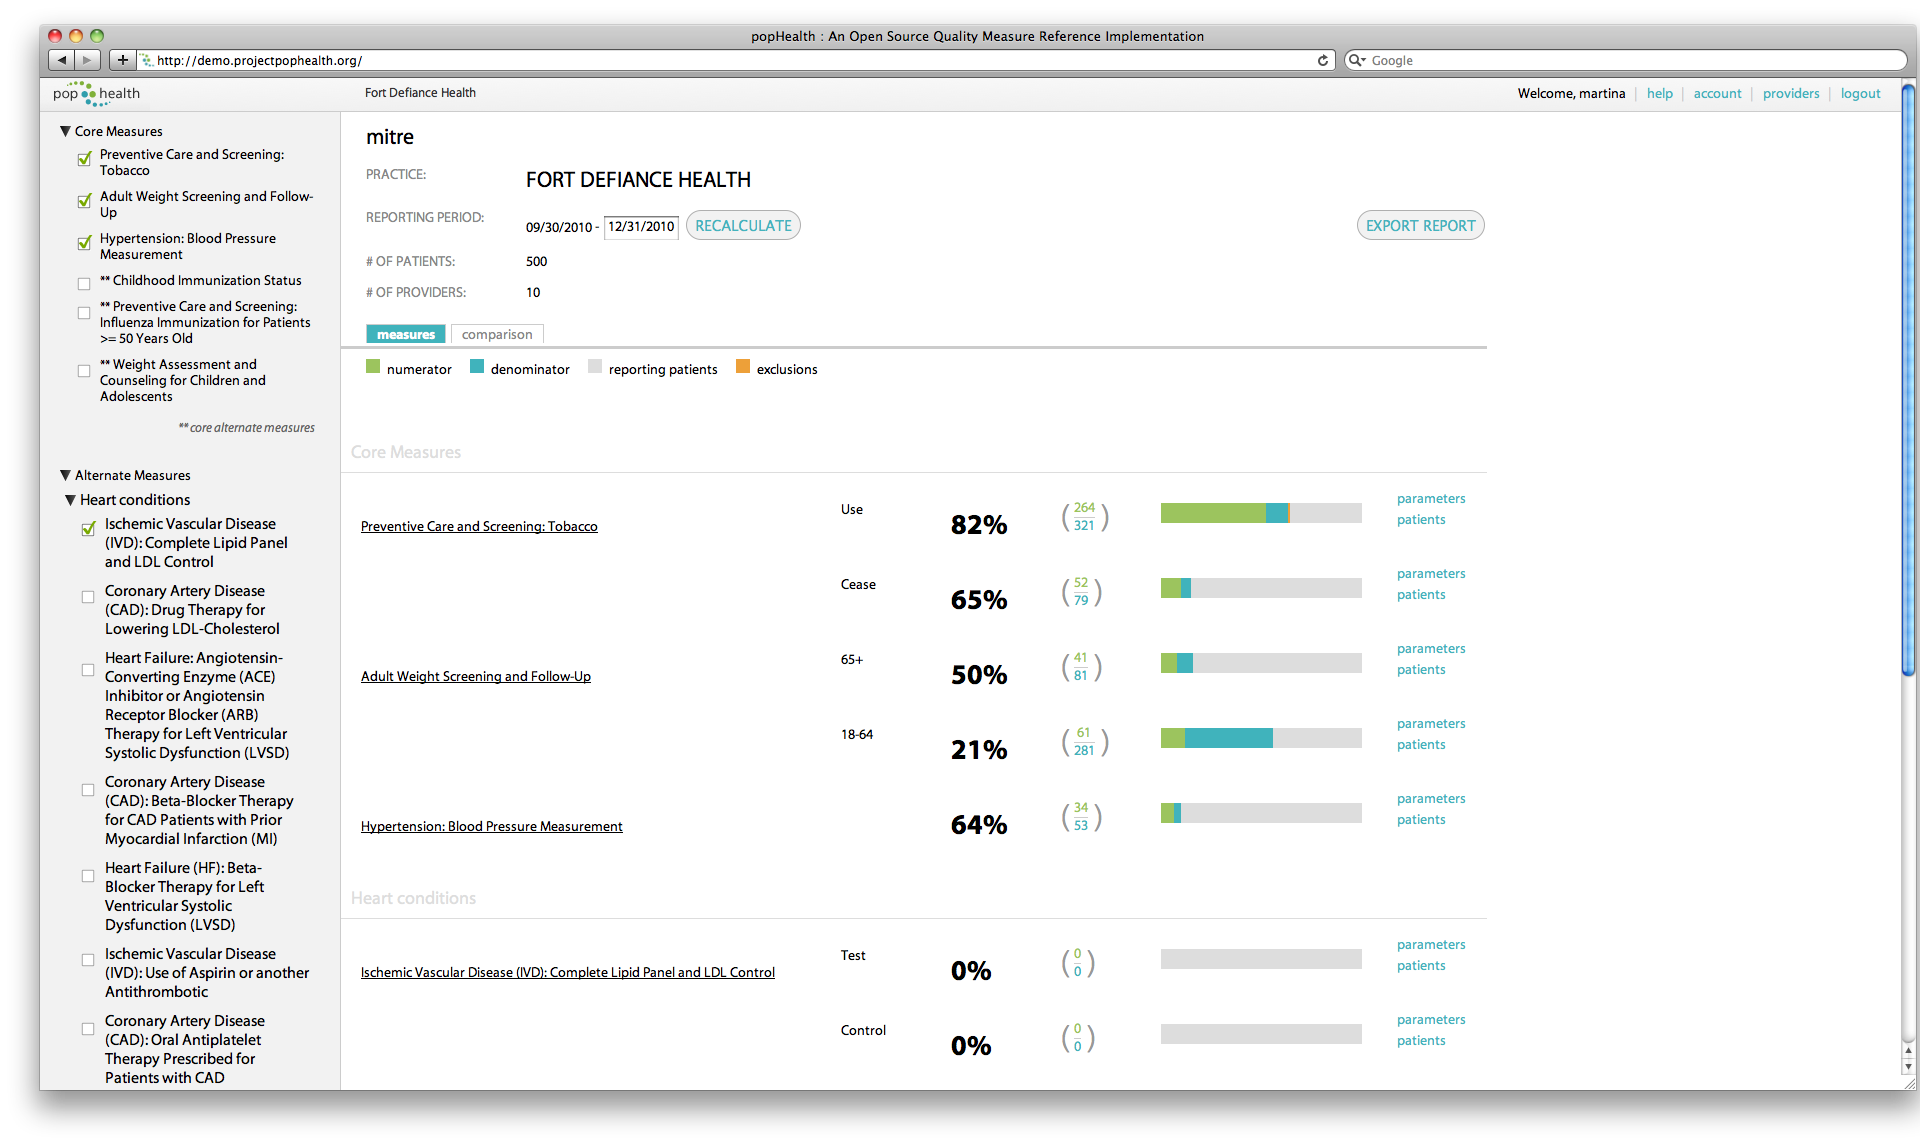 popHealth : An Open Source Quality Measure Reference Implementation
http://demo.projectpophealth.org/
Google
pop health
Fort Defiance Health
Welcome, martina | help | account | providers | logout
Core Measures
Preventive Care and Screening:
Tobacco
Adult Weight Screening and Follow-
Up
Hypertension: Blood Pressure
Measurement
** Childhood Immunization Status
** Preventive Care and Screening:
Influenza Immunization for Patients
>= 50 Years Old
** Weight Assessment and
Counseling for Children and
Adolescents
** core alternate measures
Alternate Measures
Heart conditions
Ischemic Vascular Disease
(IVD): Complete Lipid Panel
and LDL Control
Coronary Artery Disease
(CAD): Drug Therapy for
Lowering LDL-Cholesterol
Heart Failure: Angiotensin-
Converting Enzyme (ACE)
Inhibitor or Angiotensin
Receptor Blocker (ARB)
Therapy for Left Ventricular
Systolic Dysfunction (LVSD)
Coronary Artery Disease
(CAD): Beta-Blocker Therapy
for CAD Patients with Prior
Myocardial Infarction (MI)
Heart Failure (HF): Beta-
Blocker Therapy for Left
Ventricular Systolic
Dysfunction (LVSD)
Ischemic Vascular Disease
(IVD): Use of Aspirin or another
Antithrombotic
Coronary Artery Disease
(CAD): Oral Antiplatelet
Therapy Prescribed for
Patients with CAD
mitre
PRACTICE: FORT DEFIANCE HEALTH
REPORTING PERIOD: 09/30/2010 - 12/31/2010 RECALCULATE EXPORT REPORT
# OF PATIENTS: 500
# OF PROVIDERS: 10
measures comparison
numerator denominator reporting patients exclusions
Core Measures
Preventive Care and Screening: Tobacco
Use
82%
(264
321)
parameters
patients
Cease
65%
(52
79)
parameters
patients
Adult Weight Screening and Follow-Up
65+
50%
(41
81)
parameters
patients
18-64
21%
(61
281)
parameters
patients
Hypertension: Blood Pressure Measurement
64%
(34
53)
parameters
patients
Heart conditions
Ischemic Vascular Disease (IVD): Complete Lipid Panel and LDL Control
Test
0%
(0
0)
parameters
patients
Control
0%
(0
0)
parameters
patients